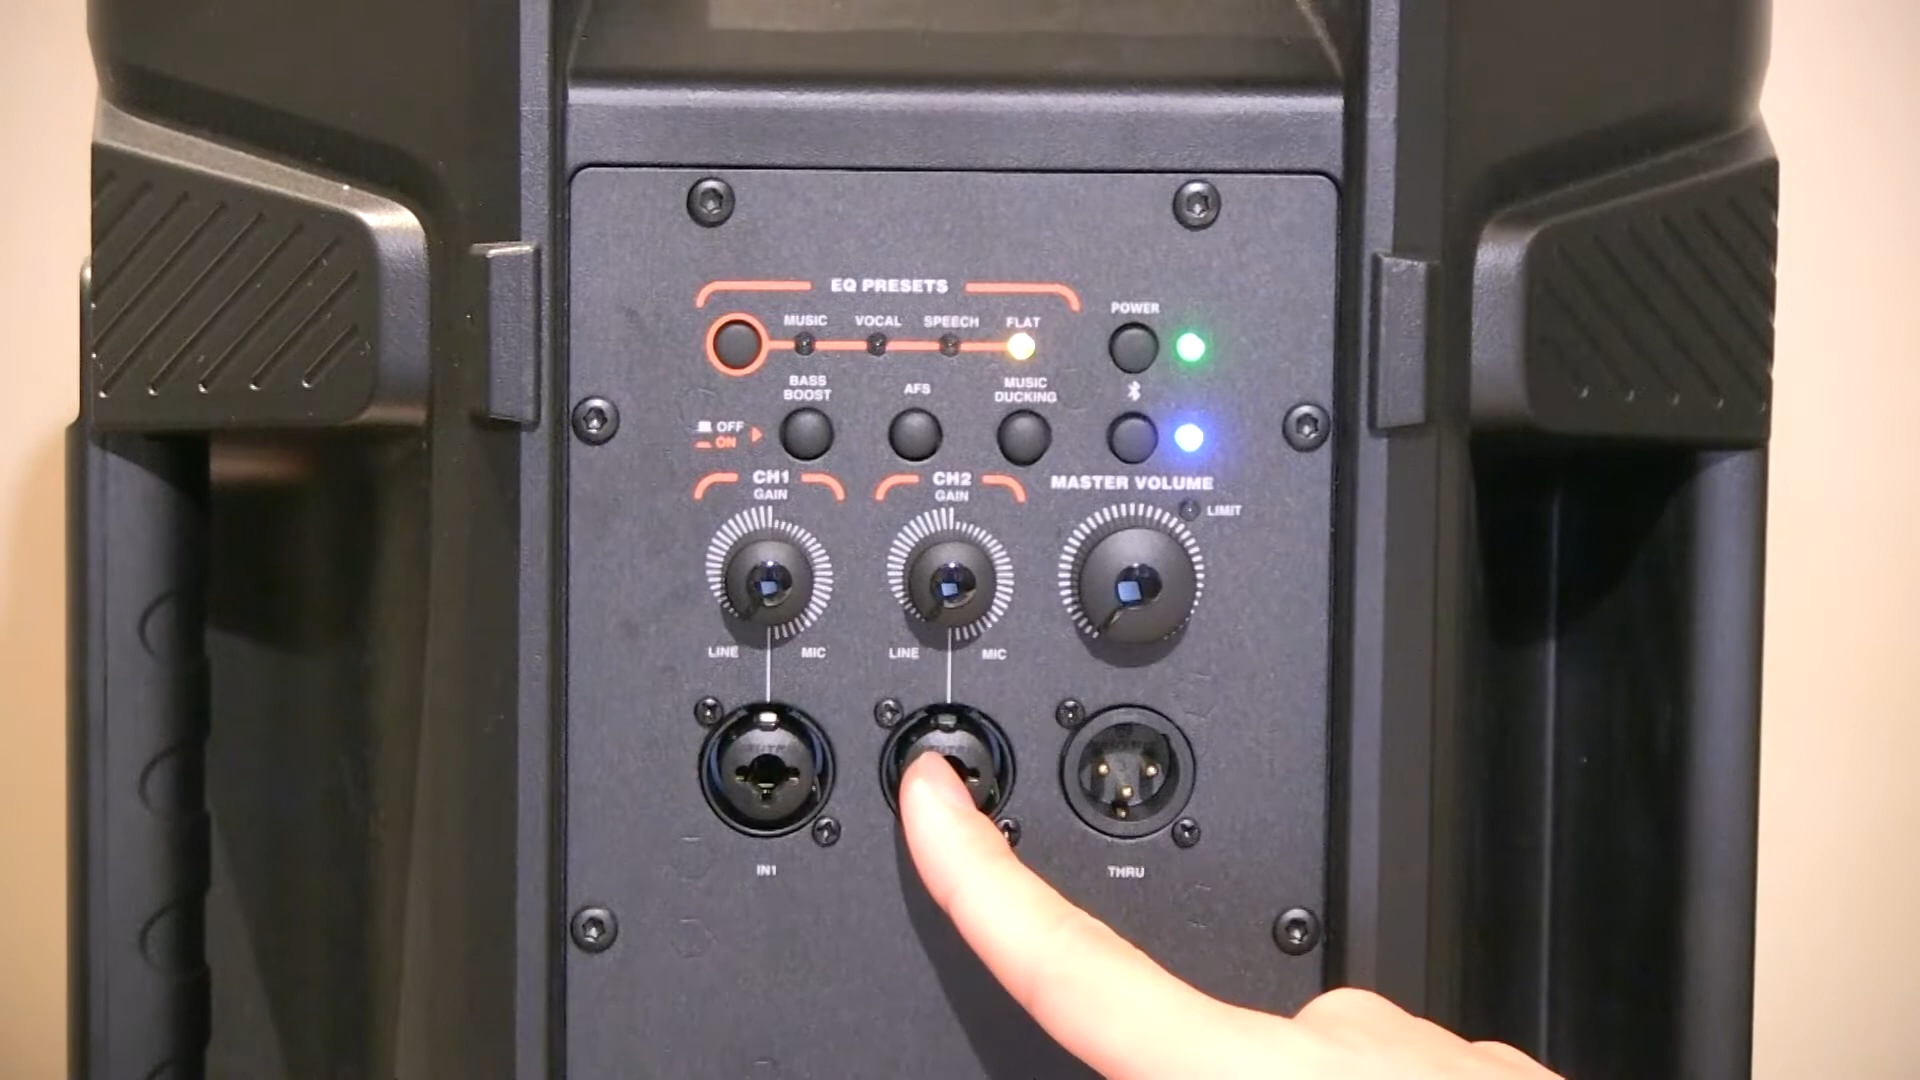 EQ PRESETS
MUSIC VOCAL SPEECH FLAT
POWER
BASS BOOST
AFS
MUSIC DUCKING
OFF
ON
CH1
GAIN
CH2
GAIN
MASTER VOLUME
LIMIT
LINE MIC
LINE MIC
IN1
THRU